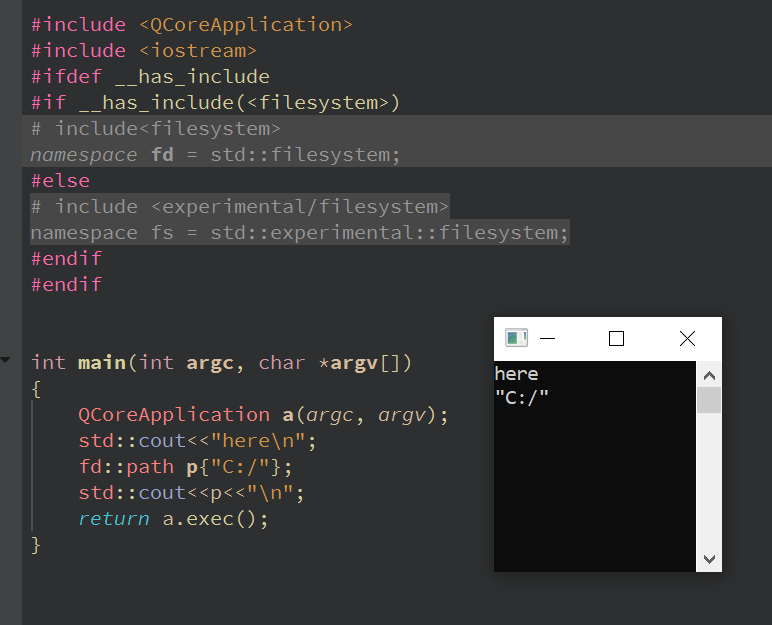 #include <QCoreApplication>
#include <iostream>
#ifdef __has_include
#if __has_include(<filesystem>)
# include<filesystem>
namespace fd = std::filesystem;
#else
# include <experimental/filesystem>
namespace fs = std::experimental::filesystem;
#endif
#endif
int main(int argc, char *argv[])
{
    QCoreApplication a(argc, argv);
    std::cout<<"here\n";
    fd::path p{"C:/"};
    std::cout<<p<<"\n";
    return a.exec();
}
here
"C:/"